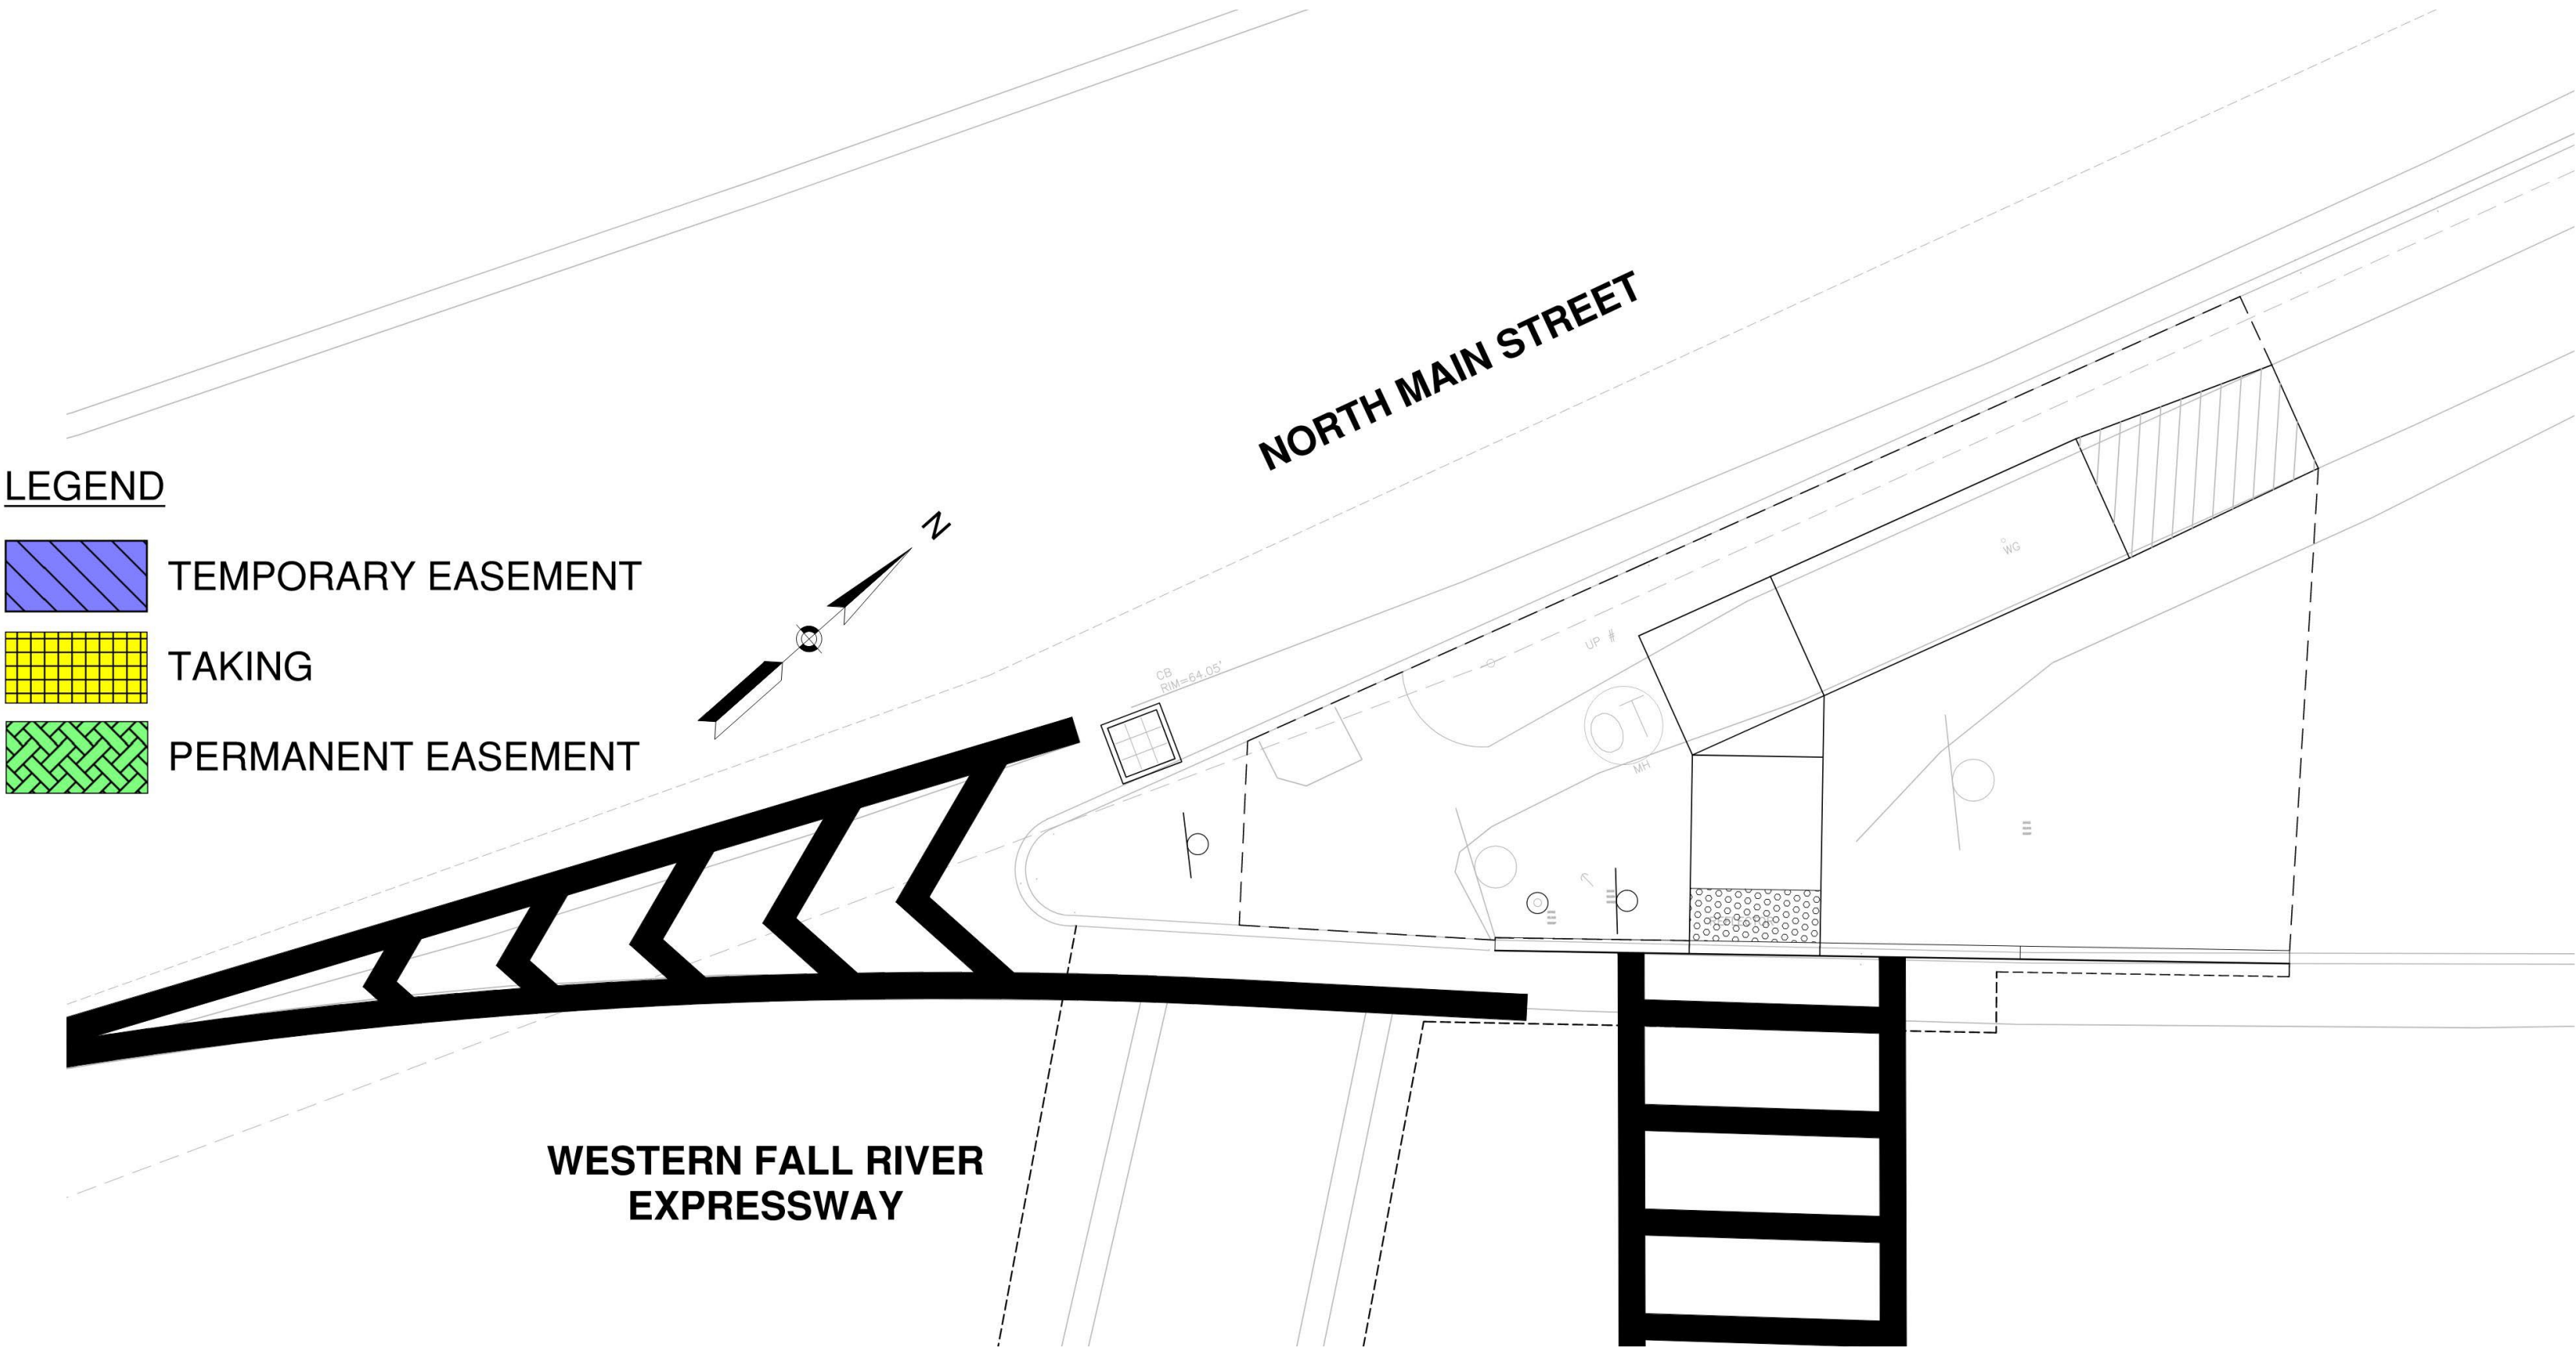 NORTH MAIN STREET
LEGEND
N
TEMPORARY EASEMENT
TAKING
PERMANENT EASEMENT
WG
UP #
CB
RIM=64.05'
MH
WESTERN FALL RIVER
EXPRESSWAY